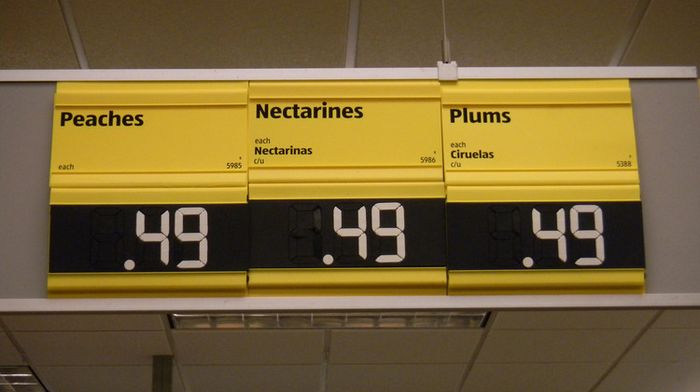 Peaches
each
5985
.49
Nectarines
each
Nectarinas
c/u
5986
.49
Plums
each
Ciruelas
c/u
5388
.49